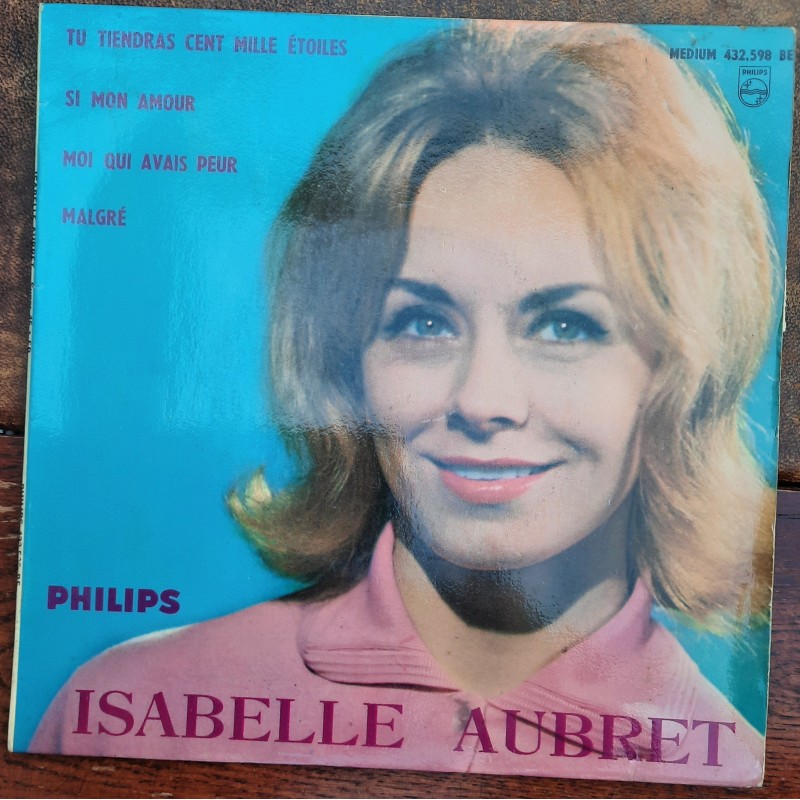 TU TIENDRAS CENT MILLE ÉTOILES
MEDIUM 432.598 BE
PHILIPS
SI MON AMOUR
MOI QUI AVAIS PEUR
MALGRÉ
PHILIPS
ISABELLE AUBRET